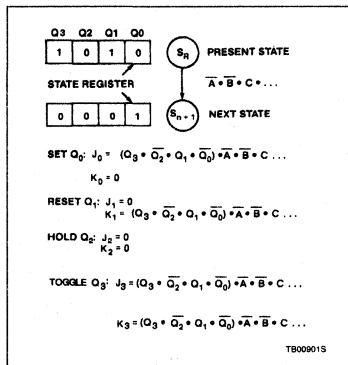 Q3 Q2 Q1 Q0
1 0 1 0
S_R PRESENT STATE
STATE REGISTER
A̅ • B̅ • C • ...
0 0 0 1
S_{n + 1} NEXT STATE
SET Q₀: J₀ = (Q₃ • Q̅₂ • Q₁ • Q̅₀) • A̅ • B̅ • C ...
K₀ = 0
RESET Q₁: J₁ = 0
K₁ = (Q₃ • Q̅₂ • Q₁ • Q̅₀) • A̅ • B̅ • C ...
HOLD Q₂: J₂ = 0
K₂ = 0
TOGGLE Q₃: J₃ = (Q₃ • Q̅₂ • Q₁ • Q̅₀) • A̅ • B̅ • C ...
K₃ = (Q₃ • Q̅₂ • Q₁ • Q̅₀) • A̅ • B̅ • C ...
TB00901S